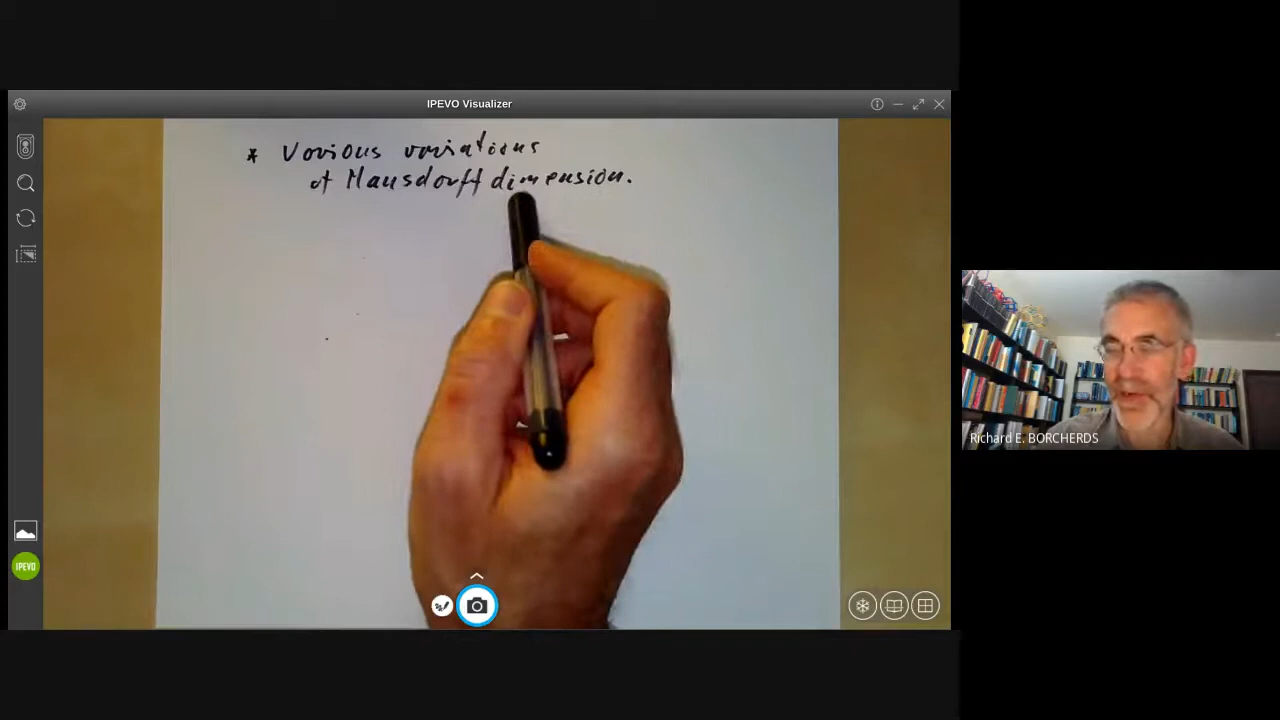 IPEVO Visualizer
* Various variations
of Hausdorff dimension.
Richard E. BORCHERDS
IPEVO